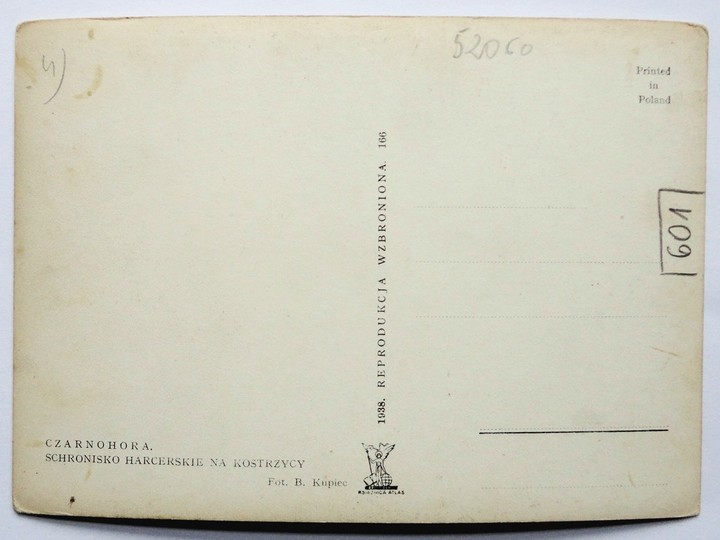 4)
52060
Printed
in
Poland
601
1938. REPRODUKCJA WZBRONIONA. 166
CZARNOHORA.
SCHRONISKO HARCERSKIE NA KOSTRZYCY
Fot. B. Kupiec
KSIĄŻNICA ATLAS